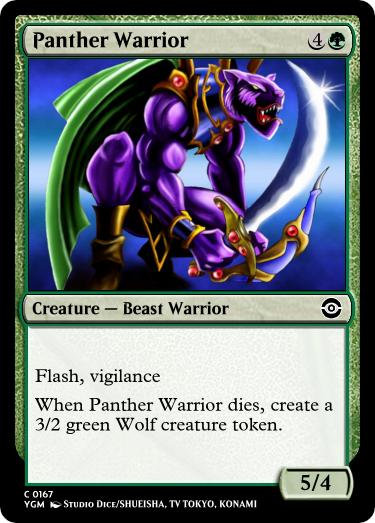 Panther Warrior 4
Creature — Beast Warrior
Flash, vigilance
When Panther Warrior dies, create a
3/2 green Wolf creature token.
5/4
C 0167
YGM Studio Dice/SHUEISHA, TV TOKYO, KONAMI